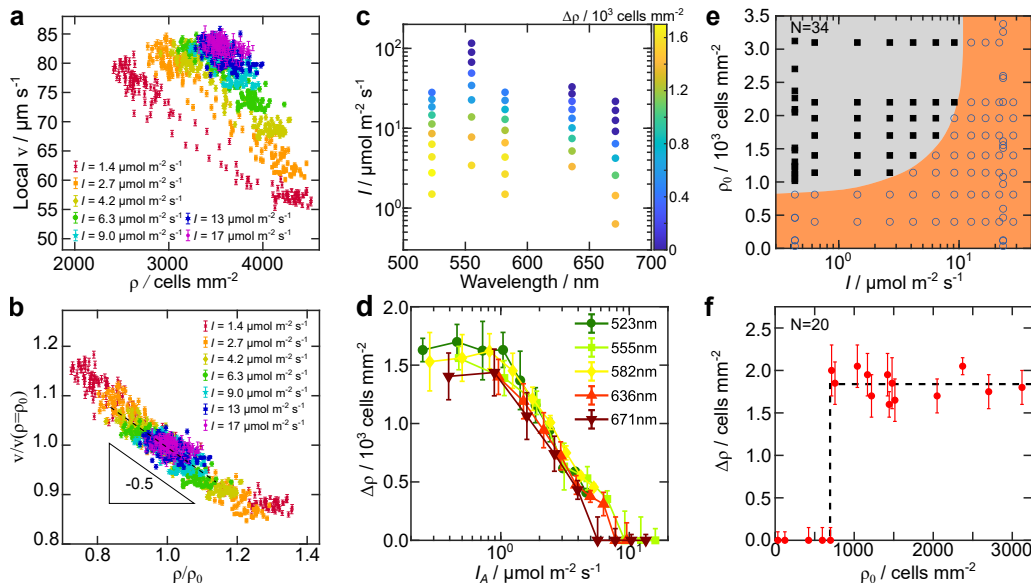 a
Local v / µm s⁻¹
85
80
75
70
65
60
55
50
I = 1.4 µmol m⁻² s⁻¹
I = 2.7 µmol m⁻² s⁻¹
I = 4.2 µmol m⁻² s⁻¹
I = 6.3 µmol m⁻² s⁻¹
I = 9.0 µmol m⁻² s⁻¹
I = 13 µmol m⁻² s⁻¹
I = 17 µmol m⁻² s⁻¹
2000 3000 4000
ρ / cells mm⁻²
b
v/v(ρ=ρ₀)
1.2
1.1
1.0
0.9
0.8
I = 1.4 µmol m⁻² s⁻¹
I = 2.7 µmol m⁻² s⁻¹
I = 4.2 µmol m⁻² s⁻¹
I = 6.3 µmol m⁻² s⁻¹
I = 9.0 µmol m⁻² s⁻¹
I = 13 µmol m⁻² s⁻¹
I = 17 µmol m⁻² s⁻¹
-0.5
0.8 1.0 1.2 1.4
ρ/ρ₀
c
Δρ / 10³ cells mm⁻²
I / µmol m⁻² s⁻¹
10²
10¹
10⁰
500 550 600 650 700
Wavelength / nm
1.6
1.4
1.2
1.0
0.8
0.6
0.4
0.2
0
d
Δρ / 10³ cells mm⁻²
2.0
1.5
1.0
0.5
0.0
523nm
555nm
582nm
636nm
671nm
10⁰ 10¹
I_A / µmol m⁻² s⁻¹
e
N=34
ρ₀ / 10³ cells mm⁻²
3.5
3.0
2.5
2.0
1.5
1.0
0.5
0.0
10⁰ 10¹
I / µmol m⁻² s⁻¹
f
N=20
Δρ / cells mm⁻²
2.5
2.0
1.5
1.0
0.5
0.0
0 1000 2000 3000
ρ₀ / cells mm⁻²